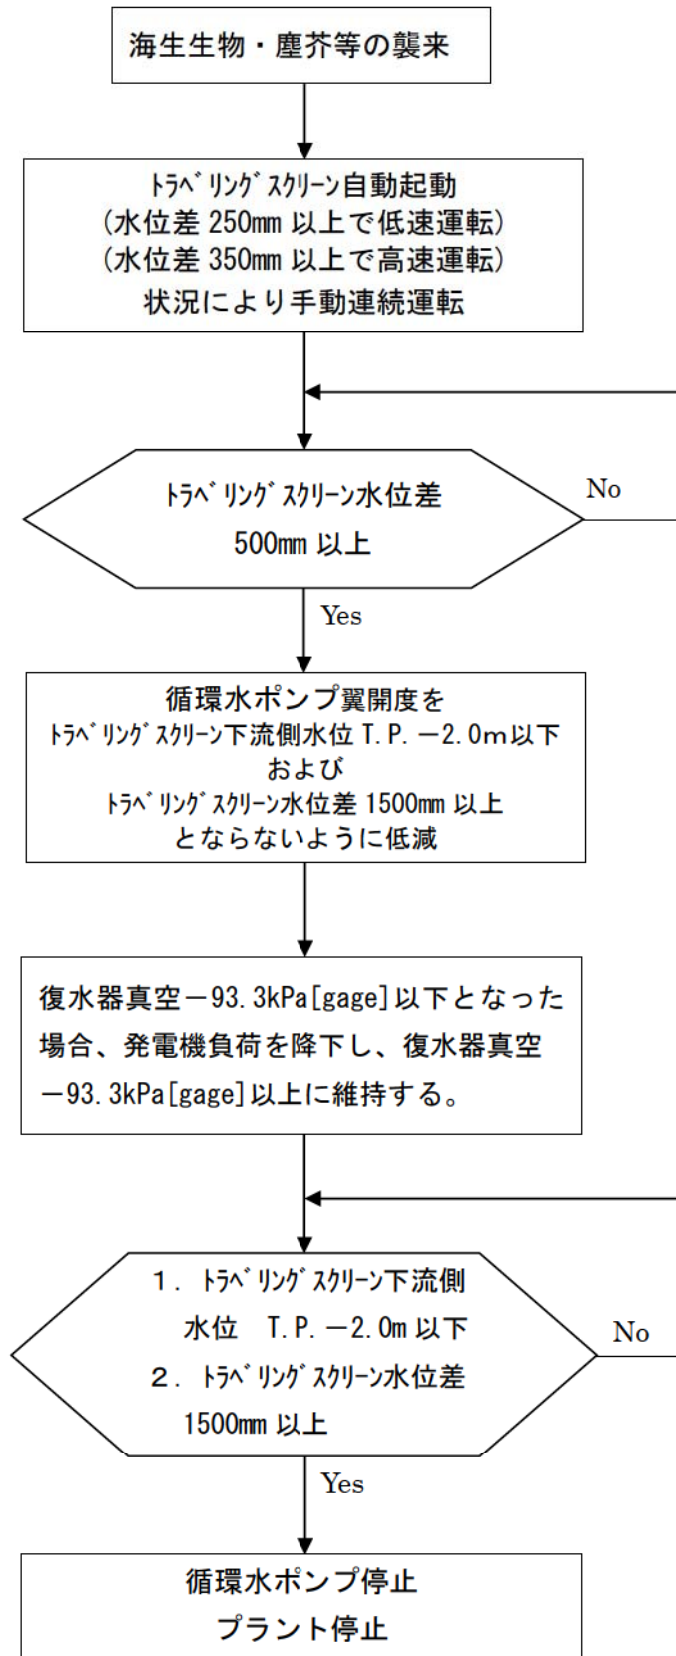 海生生物・塵芥等の襲来
ﾄﾗﾍﾞﾘﾝｸﾞｽｸﾘｰﾝ自動起動
(水位差 250mm 以上で低速運転)
(水位差 350mm 以上で高速運転)
状況により手動連続運転
ﾄﾗﾍﾞﾘﾝｸﾞｽｸﾘｰﾝ水位差
500mm 以上
No
Yes
循環水ポンプ翼開度を
ﾄﾗﾍﾞﾘﾝｸﾞｽｸﾘｰﾝ下流側水位 T.P.－2.0ｍ以下
および
ﾄﾗﾍﾞﾘﾝｸﾞｽｸﾘｰﾝ水位差 1500mm 以上
とならないように低減
復水器真空－93.3kPa[gage]以下となった
場合、発電機負荷を降下し、復水器真空
－93.3kPa[gage]以上に維持する。
１．ﾄﾗﾍﾞﾘﾝｸﾞｽｸﾘｰﾝ下流側
水位　T.P.－2.0m 以下
２．ﾄﾗﾍﾞﾘﾝｸﾞｽｸﾘｰﾝ水位差
1500mm 以上
No
Yes
循環水ポンプ停止
プラント停止